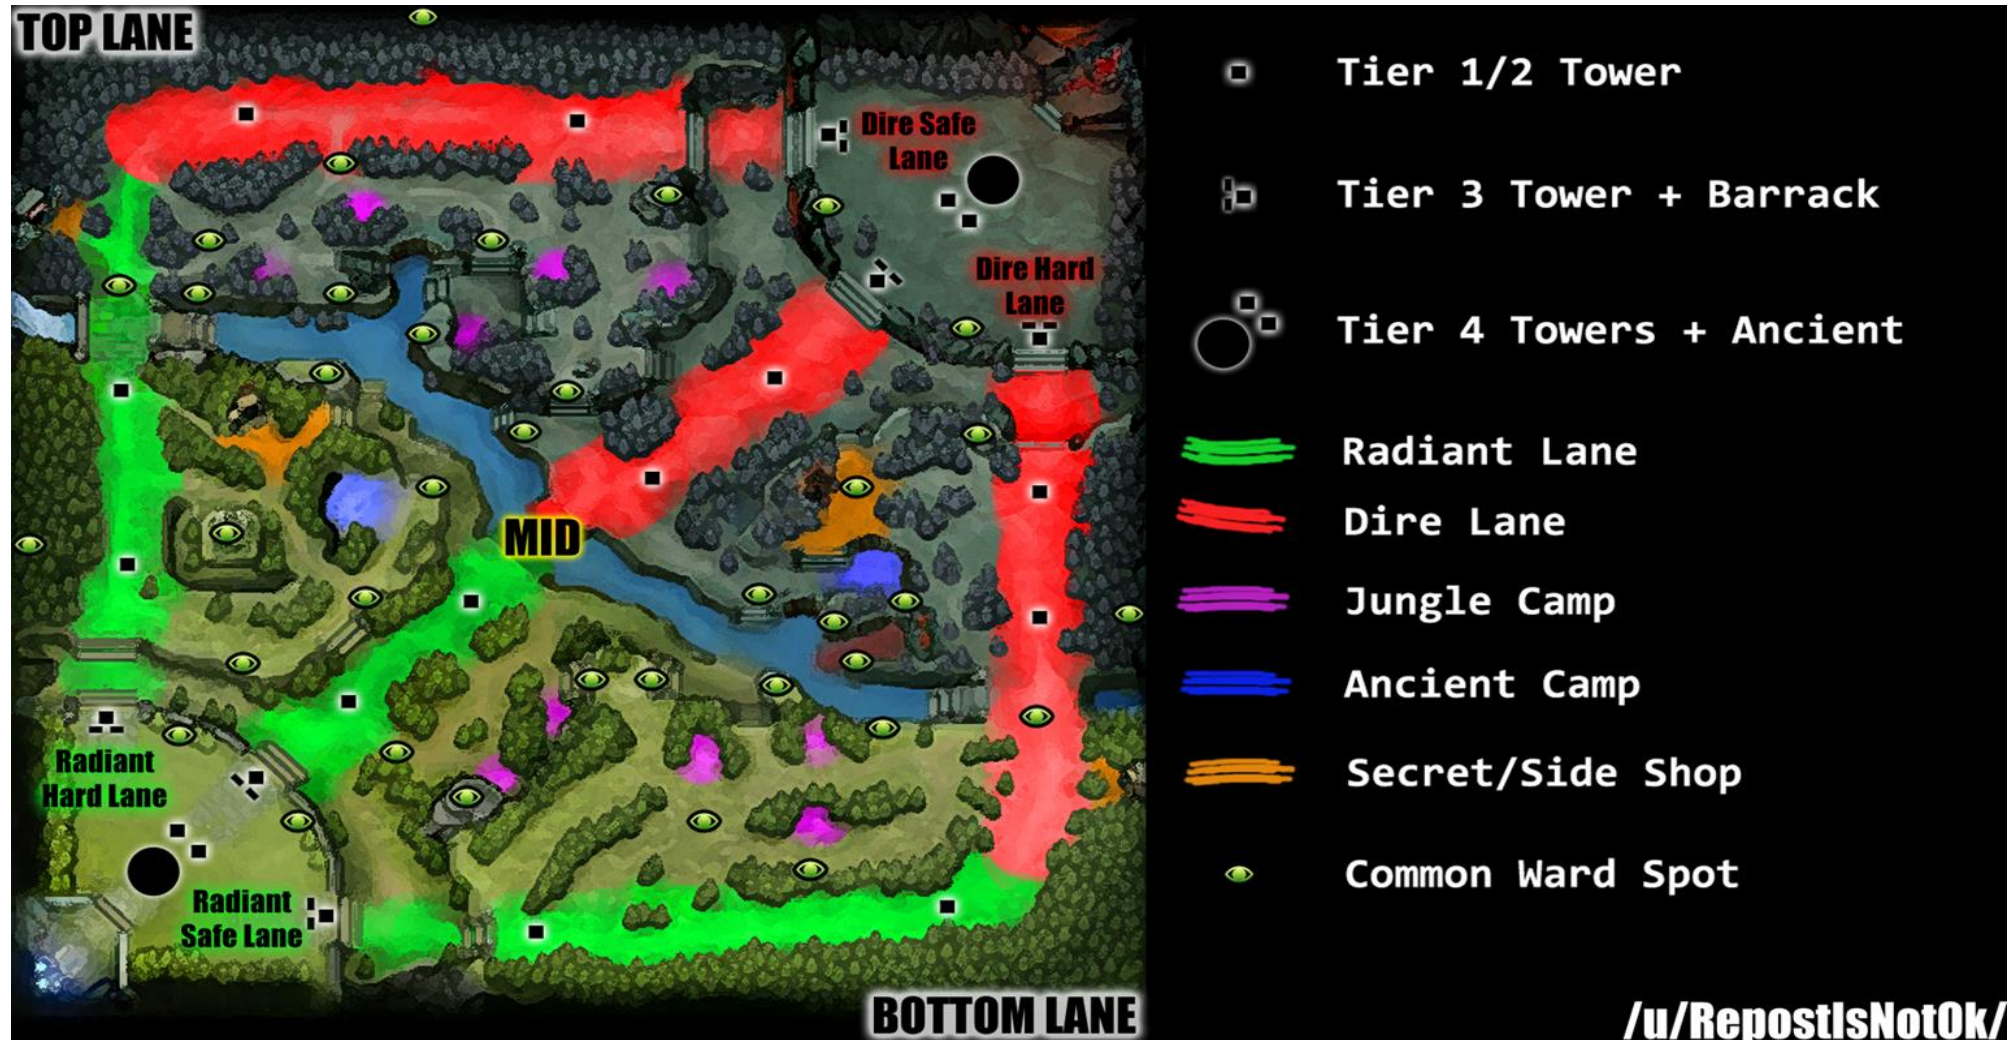 TOP LANE
Dire Safe
Lane
Dire Hard
Lane
MID
Radiant
Hard Lane
Radiant
Safe Lane
BOTTOM LANE
Tier 1/2 Tower
Tier 3 Tower + Barrack
Tier 4 Towers + Ancient
Radiant Lane
Dire Lane
Jungle Camp
Ancient Camp
Secret/Side Shop
Common Ward Spot
/u/RepostIsNotOk/